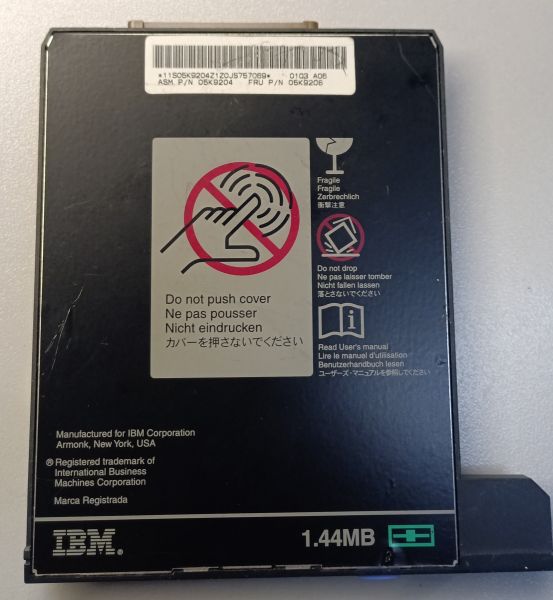 *11S05K9204Z1Z0J5757069* 0103 A06
ASM P/N 05K9204 FRU P/N 05K9206
Fragile
Fragile
Zerbrechlich
衝撃注意
Do not drop
Ne pas laisser tomber
Nicht fallen lassen
落とさないでください
Do not push cover
Ne pas pousser
Nicht eindrucken
カバーを押さないでください
Read User's manual
Lire le manuel d'utilisation
Benutzerhandbuch lesen
ユーザーズ・マニュアルを参照してください
Manufactured for IBM Corporation
Armonk, New York, USA
® Registered trademark of
International Business
Machines Corporation
Marca Registrada
IBM®
1.44MB